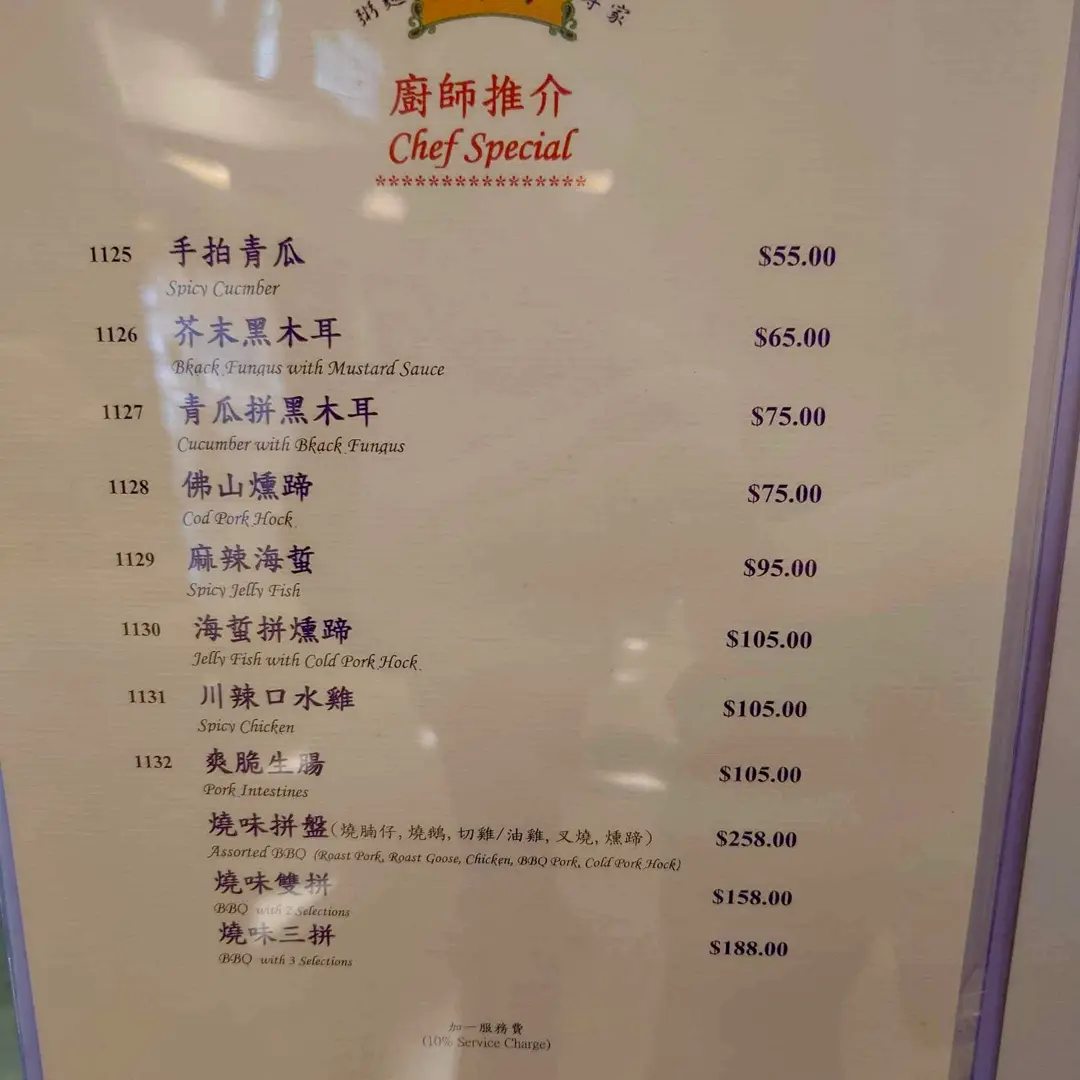 粥 家
廚師推介
Chef Special
****************
1125 手拍青瓜 $55.00
Spicy Cucmber
1126 芥末黑木耳 $65.00
Bkack Fungus with Mustard Sauce
1127 青瓜拼黑木耳 $75.00
Cucumber with Bkack Fungus
1128 佛山燻蹄 $75.00
Cod Pork Hock
1129 麻辣海蜇 $95.00
Spicy Jelly Fish
1130 海蜇拼燻蹄 $105.00
Jelly Fish with Cold Pork Hock
1131 川辣口水雞 $105.00
Spicy Chicken
1132 爽脆生腸 $105.00
Pork Intestines
燒味拼盤(燒腩仔, 燒鵝, 切雞/油雞, 叉燒, 燻蹄) $258.00
Assorted BBQ (Roast Pork, Roast Goose, Chicken, BBQ Pork, Cold Pork Hock)
燒味雙拼 $158.00
BBQ with 2 Selections
燒味三拼 $188.00
BBQ with 3 Selections
加一服務費
(10% Service Charge)